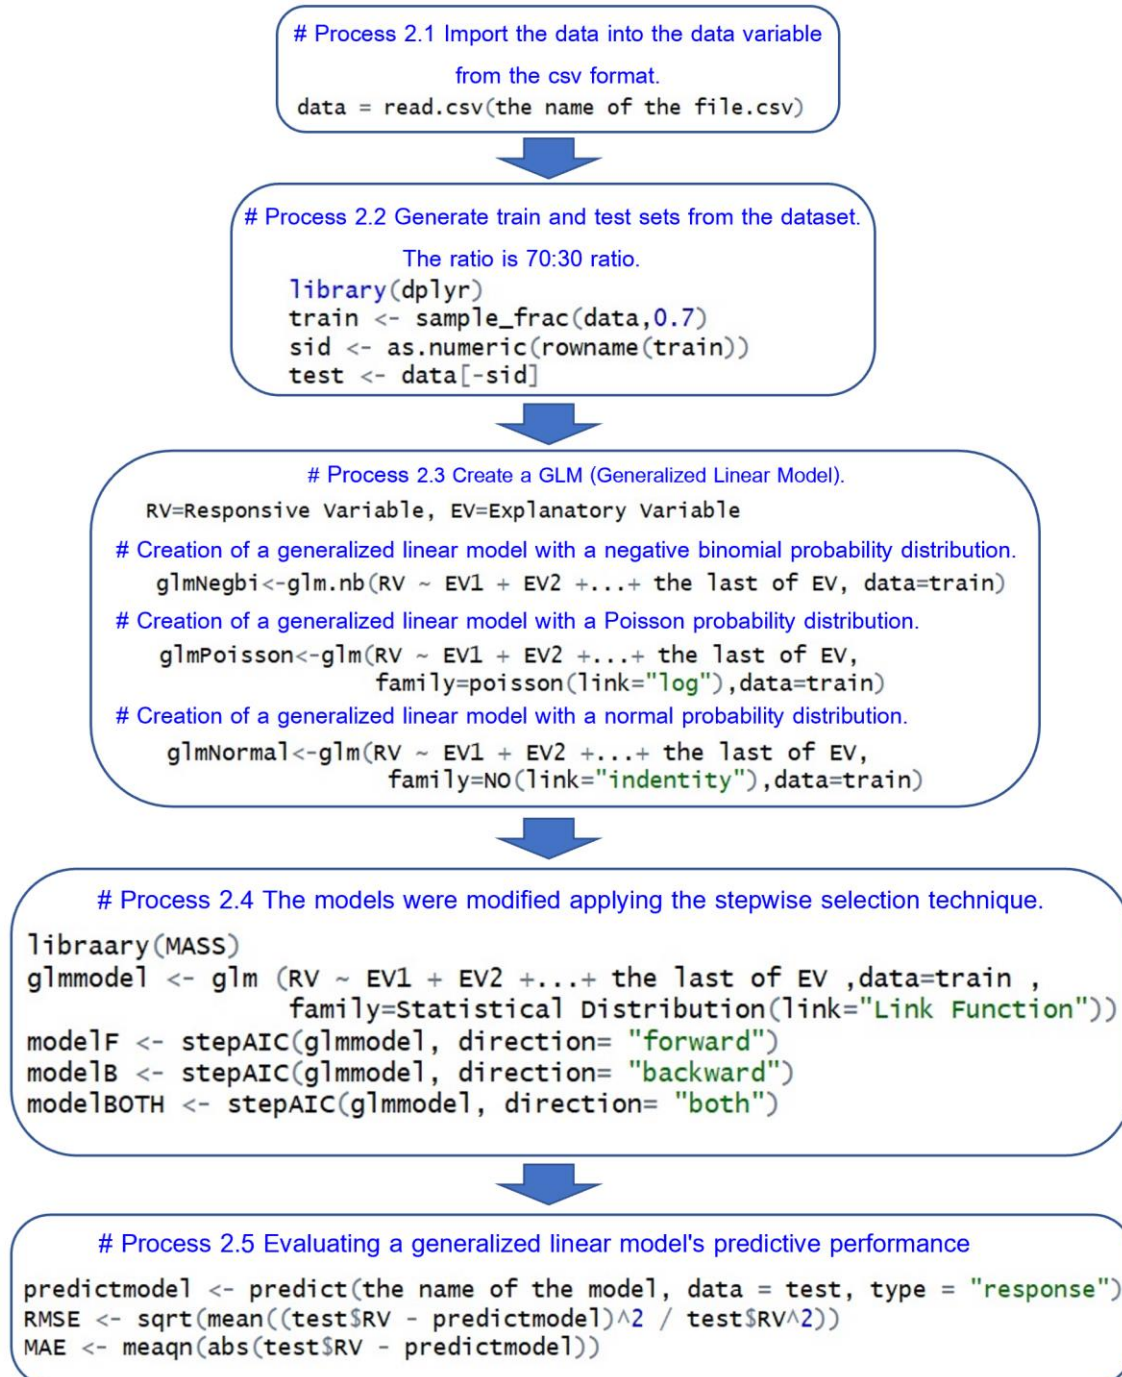 # Process 2.1 Import the data into the data variable
from the csv format.
data = read.csv(the name of the file.csv)
# Process 2.2 Generate train and test sets from the dataset.
The ratio is 70:30 ratio.
library(dplyr)
train <- sample_frac(data,0.7)
sid <- as.numeric(rowname(train))
test <- data[-sid]
# Process 2.3 Create a GLM (Generalized Linear Model).
RV=Responsive Variable, EV=Explanatory Variable
# Creation of a generalized linear model with a negative binomial probability distribution.
glmNegbi<-glm.nb(RV ~ EV1 + EV2 +...+ the last of EV, data=train)
# Creation of a generalized linear model with a Poisson probability distribution.
glmPoisson<-glm(RV ~ EV1 + EV2 +...+ the last of EV,
family=poisson(link="log"),data=train)
# Creation of a generalized linear model with a normal probability distribution.
glmNormal<-glm(RV ~ EV1 + EV2 +...+ the last of EV,
family=NO(link="indentity"),data=train)
# Process 2.4 The models were modified applying the stepwise selection technique.
libraary(MASS)
glmmodel <- glm (RV ~ EV1 + EV2 +...+ the last of EV ,data=train ,
family=Statistical Distribution(link="Link Function"))
modelF <- stepAIC(glmmodel, direction= "forward")
modelB <- stepAIC(glmmodel, direction= "backward")
modelBOTH <- stepAIC(glmmodel, direction= "both")
# Process 2.5 Evaluating a generalized linear model's predictive performance
predictmodel <- predict(the name of the model, data = test, type = "response")
RMSE <- sqrt(mean((test$RV - predictmodel)^2 / test$RV^2))
MAE <- meaqn(abs(test$RV - predictmodel))